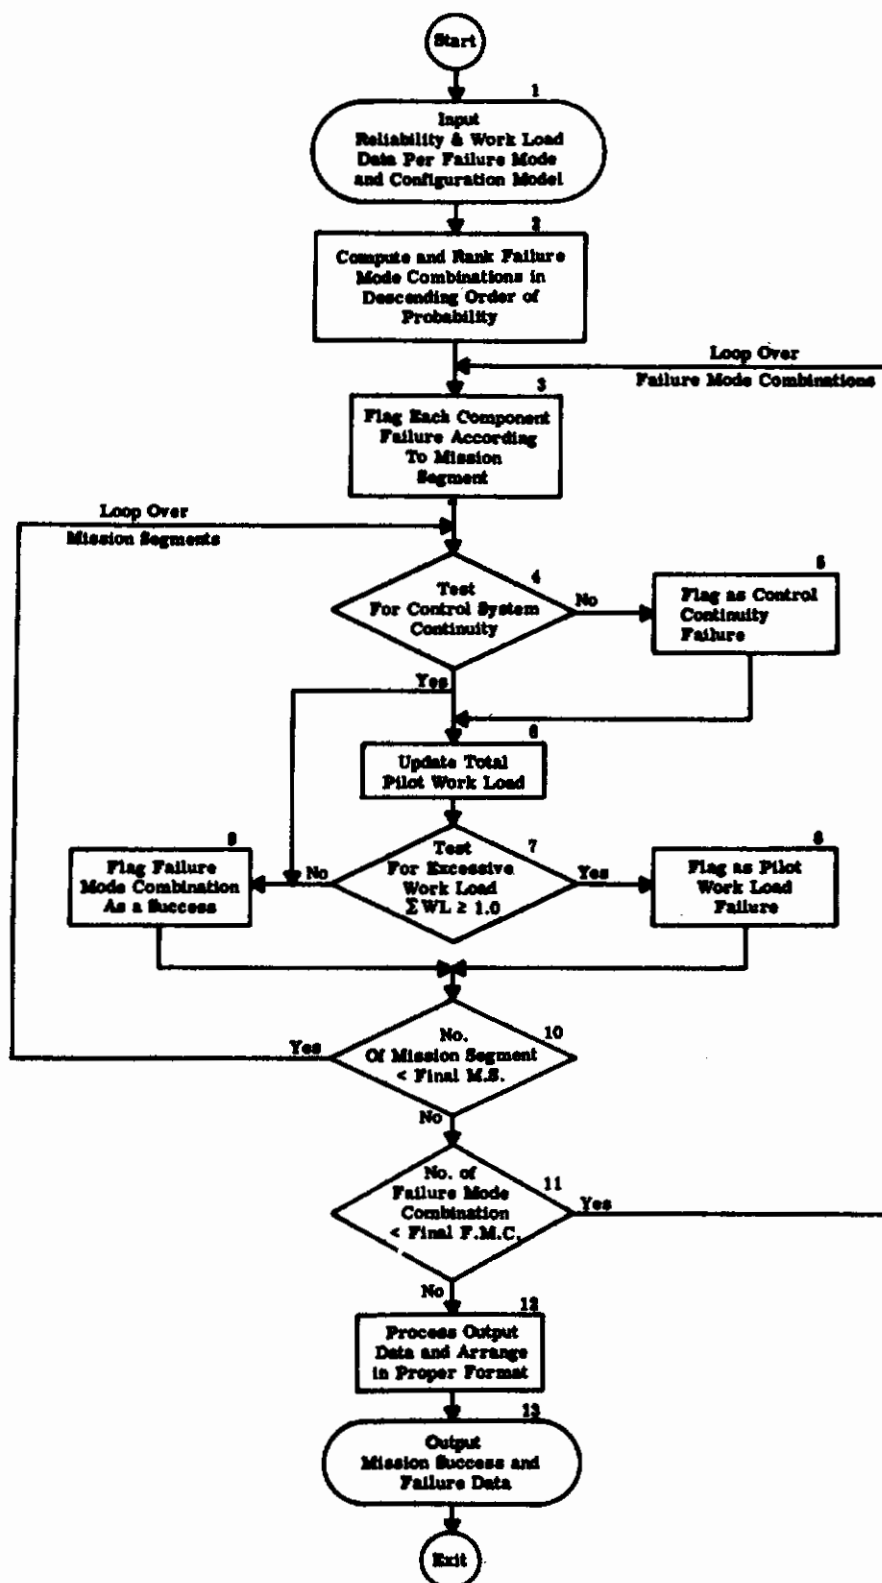 Start
1
Input
Reliability & Work Load
Data Per Failure Mode
and Configuration Model
2
Compute and Rank Failure
Mode Combinations in
Descending Order of
Probability
Loop Over
Failure Mode Combinations
3
Flag Each Component
Failure According
To Mission
Segment
Loop Over
Mission Segments
4
Test
For Control System
Continuity
No
5
Flag as Control
Continuity
Failure
Yes
6
Update Total
Pilot Work Load
9
Flag Failure
Mode Combination
As a Success
No
7
Test
For Excessive
Work Load
Σ WL ≥ 1.0
Yes
8
Flag as Pilot
Work Load
Failure
10
Yes
No.
Of Mission Segment
< Final M.S.
No
11
No. of
Failure Mode
Combination
< Final F.M.C.
Yes
No
12
Process Output
Data and Arrange
in Proper Format
13
Output
Mission Success and
Failure Data
Exit